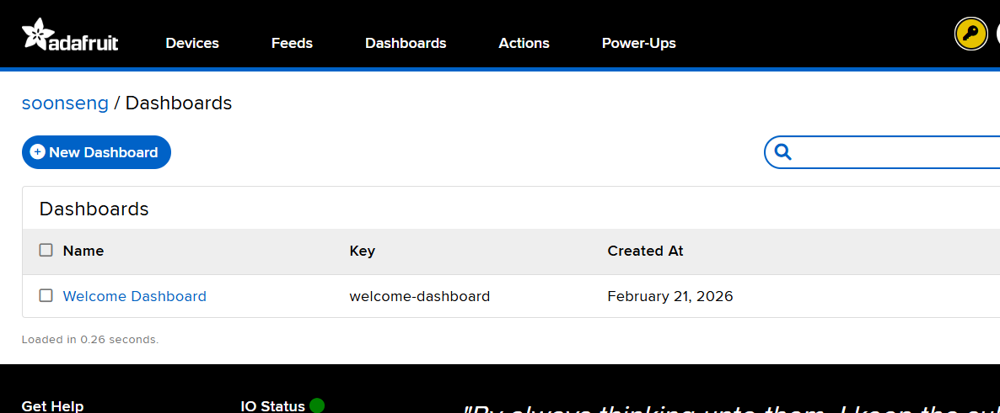 adafruit Devices Feeds Dashboards Actions Power-Ups
soonseng / Dashboards
New Dashboard
Dashboards
Name Key Created At
Welcome Dashboard welcome-dashboard February 21, 2026
Loaded in 0.26 seconds.
Get Help IO Status "By always thinking unto them, I keep the